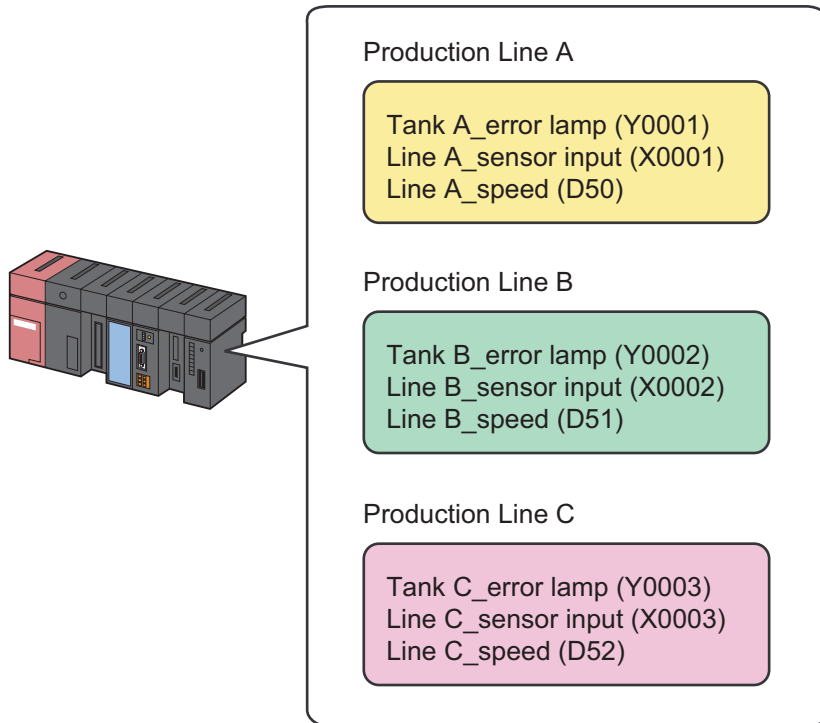 Production Line A
Tank A_error lamp (Y0001)
Line A_sensor input (X0001)
Line A_speed (D50)
Production Line B
Tank B_error lamp (Y0002)
Line B_sensor input (X0002)
Line B_speed (D51)
Production Line C
Tank C_error lamp (Y0003)
Line C_sensor input (X0003)
Line C_speed (D52)